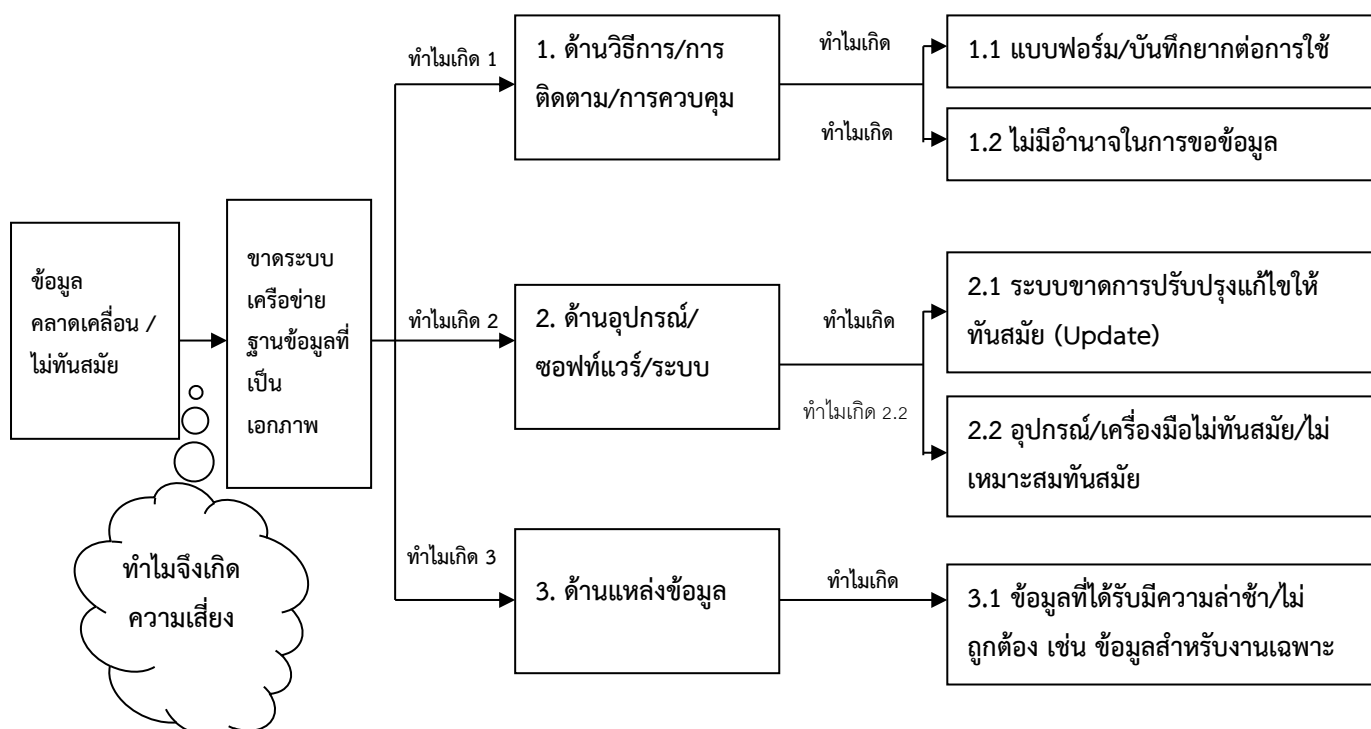 ข้อมูล
คลาดเคลื่อน /
ไม่ทันสมัย
ทำไมจึงเกิด
ความเสี่ยง
ขาดระบบ
เครือข่าย
ฐานข้อมูลที่
เป็น
เอกภาพ
ทำไมเกิด 1
1. ด้านวิธีการ/การ
ติดตาม/การควบคุม
ทำไมเกิด
1.1 แบบฟอร์ม/บันทึกยากต่อการใช้
ทำไมเกิด
1.2 ไม่มีอำนาจในการขอข้อมูล
ทำไมเกิด 2
2. ด้านอุปกรณ์/
ซอฟท์แวร์/ระบบ
ทำไมเกิด
2.1 ระบบขาดการปรับปรุงแก้ไขให้
ทันสมัย (Update)
ทำไมเกิด 2.2
2.2 อุปกรณ์/เครื่องมือไม่ทันสมัย/ไม่
เหมาะสมทันสมัย
ทำไมเกิด 3
3. ด้านแหล่งข้อมูล
ทำไมเกิด
3.1 ข้อมูลที่ได้รับมีความล่าช้า/ไม่
ถูกต้อง เช่น ข้อมูลสำหรับงานเฉพาะ